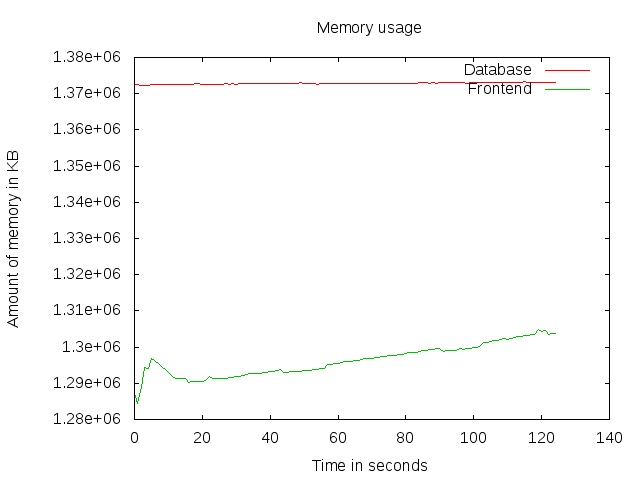 Memory usage
1.38e+06
1.37e+06
1.36e+06
1.35e+06
1.34e+06
1.33e+06
1.32e+06
1.31e+06
1.3e+06
1.29e+06
1.28e+06
Amount of memory in KB
Database
Frontend
0 20 40 60 80 100 120 140
Time in seconds